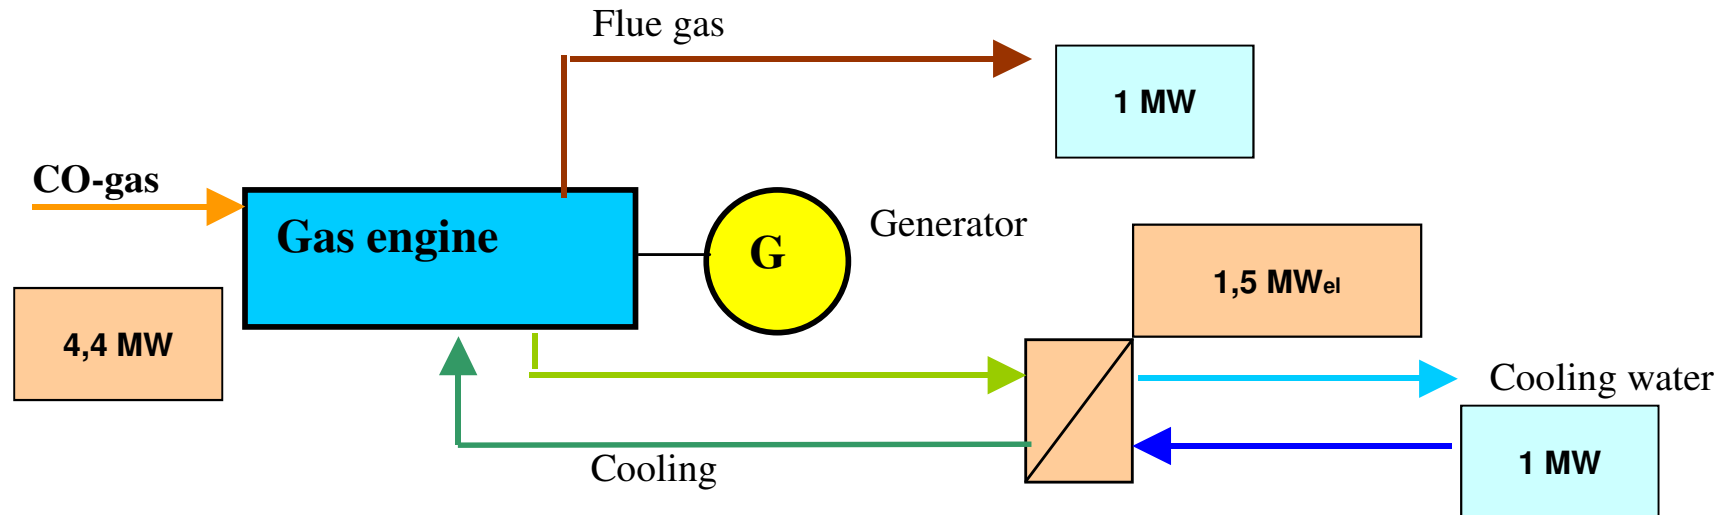 Flue gas
1 MW
CO-gas
Gas engine
G
Generator
1,5 MWel
4,4 MW
Cooling water
Cooling
1 MW